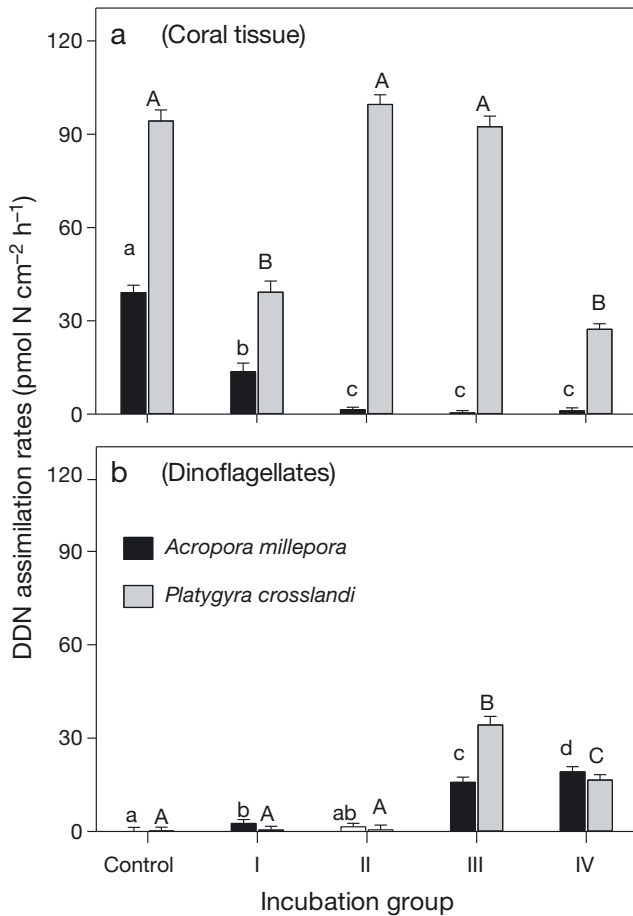 DDN assimilation rates (pmol N cm⁻² h⁻¹)
a (Coral tissue)
120
90
60
30
0
A
a
b
B
c
A
c
A
c
B
b (Dinoflagellates)
120
90
60
30
0
Acropora millepora
Platygyra crosslandi
a
A
b
A
ab
A
c
B
d
C
Control I II III IV
Incubation group